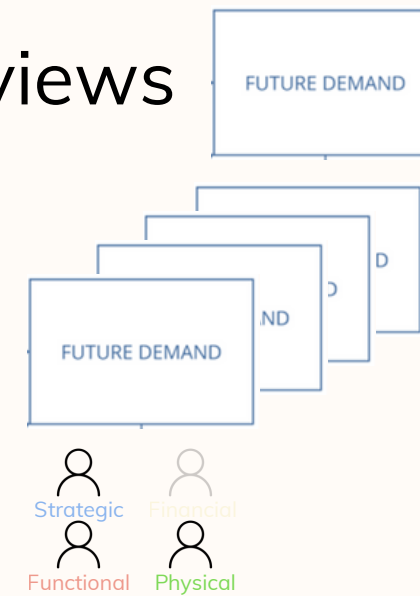 views
FUTURE DEMAND
D
D
ND
FUTURE DEMAND
Strategic Financial
Functional Physical